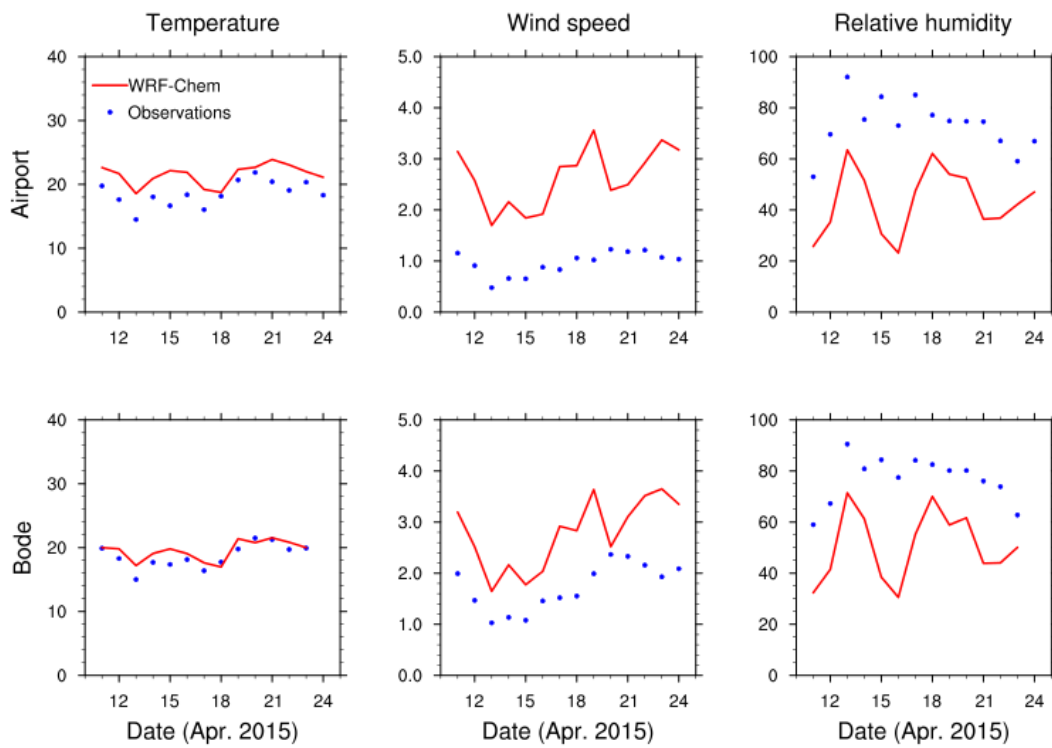 Temperature Wind speed Relative humidity
Airport
40
30
20
10
0
WRF-Chem
Observations
12 15 18 21 24
5.0
4.0
3.0
2.0
1.0
0.0
12 15 18 21 24
100
80
60
40
20
0
12 15 18 21 24
Bode
40
30
20
10
0
12 15 18 21 24
Date (Apr. 2015)
5.0
4.0
3.0
2.0
1.0
0.0
12 15 18 21 24
Date (Apr. 2015)
100
80
60
40
20
0
12 15 18 21 24
Date (Apr. 2015)